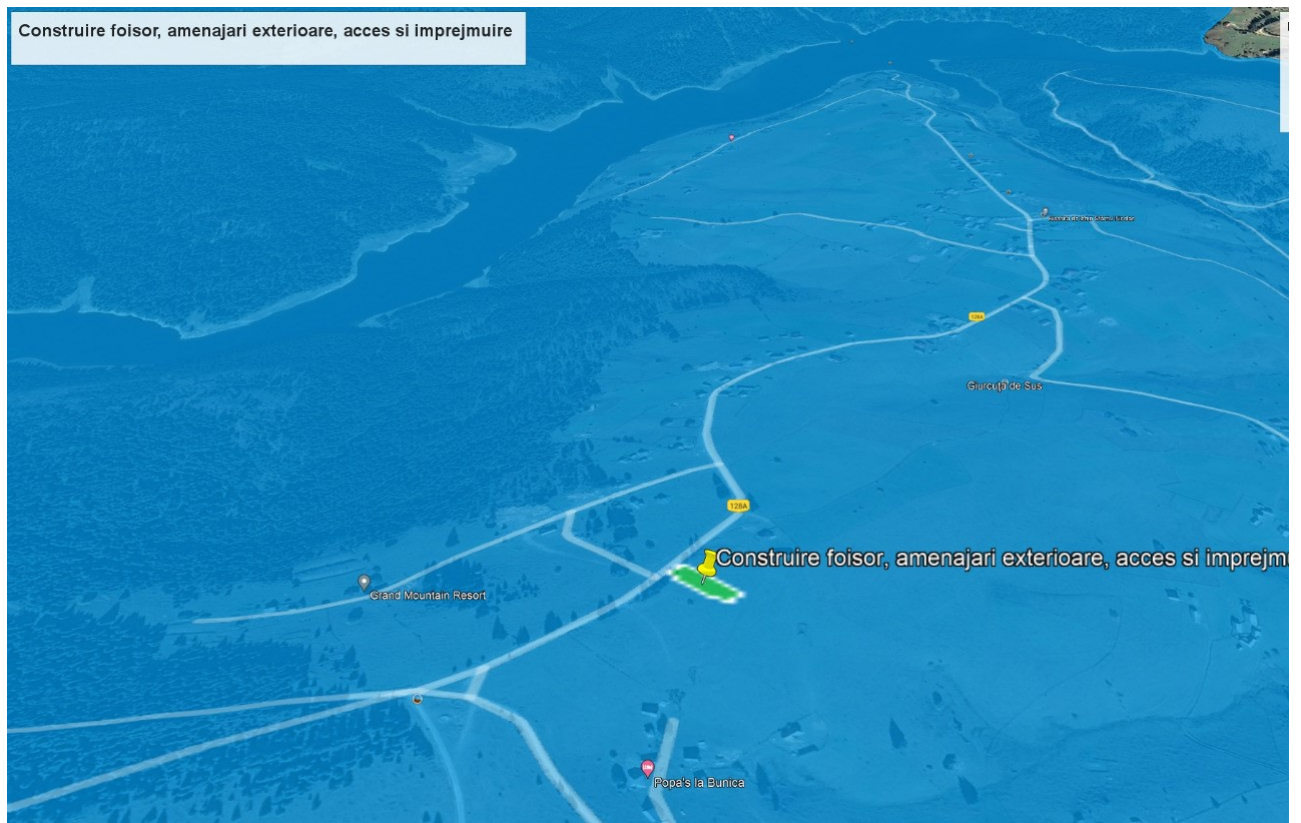 Construire foisor, amenajari exterioare, acces si imprejmuire
128A
Giurcuța de Sus
128A
Construire foisor, amenajari exterioare, acces si imprejm
Grand Mountain Resort
Popa's la Bunica